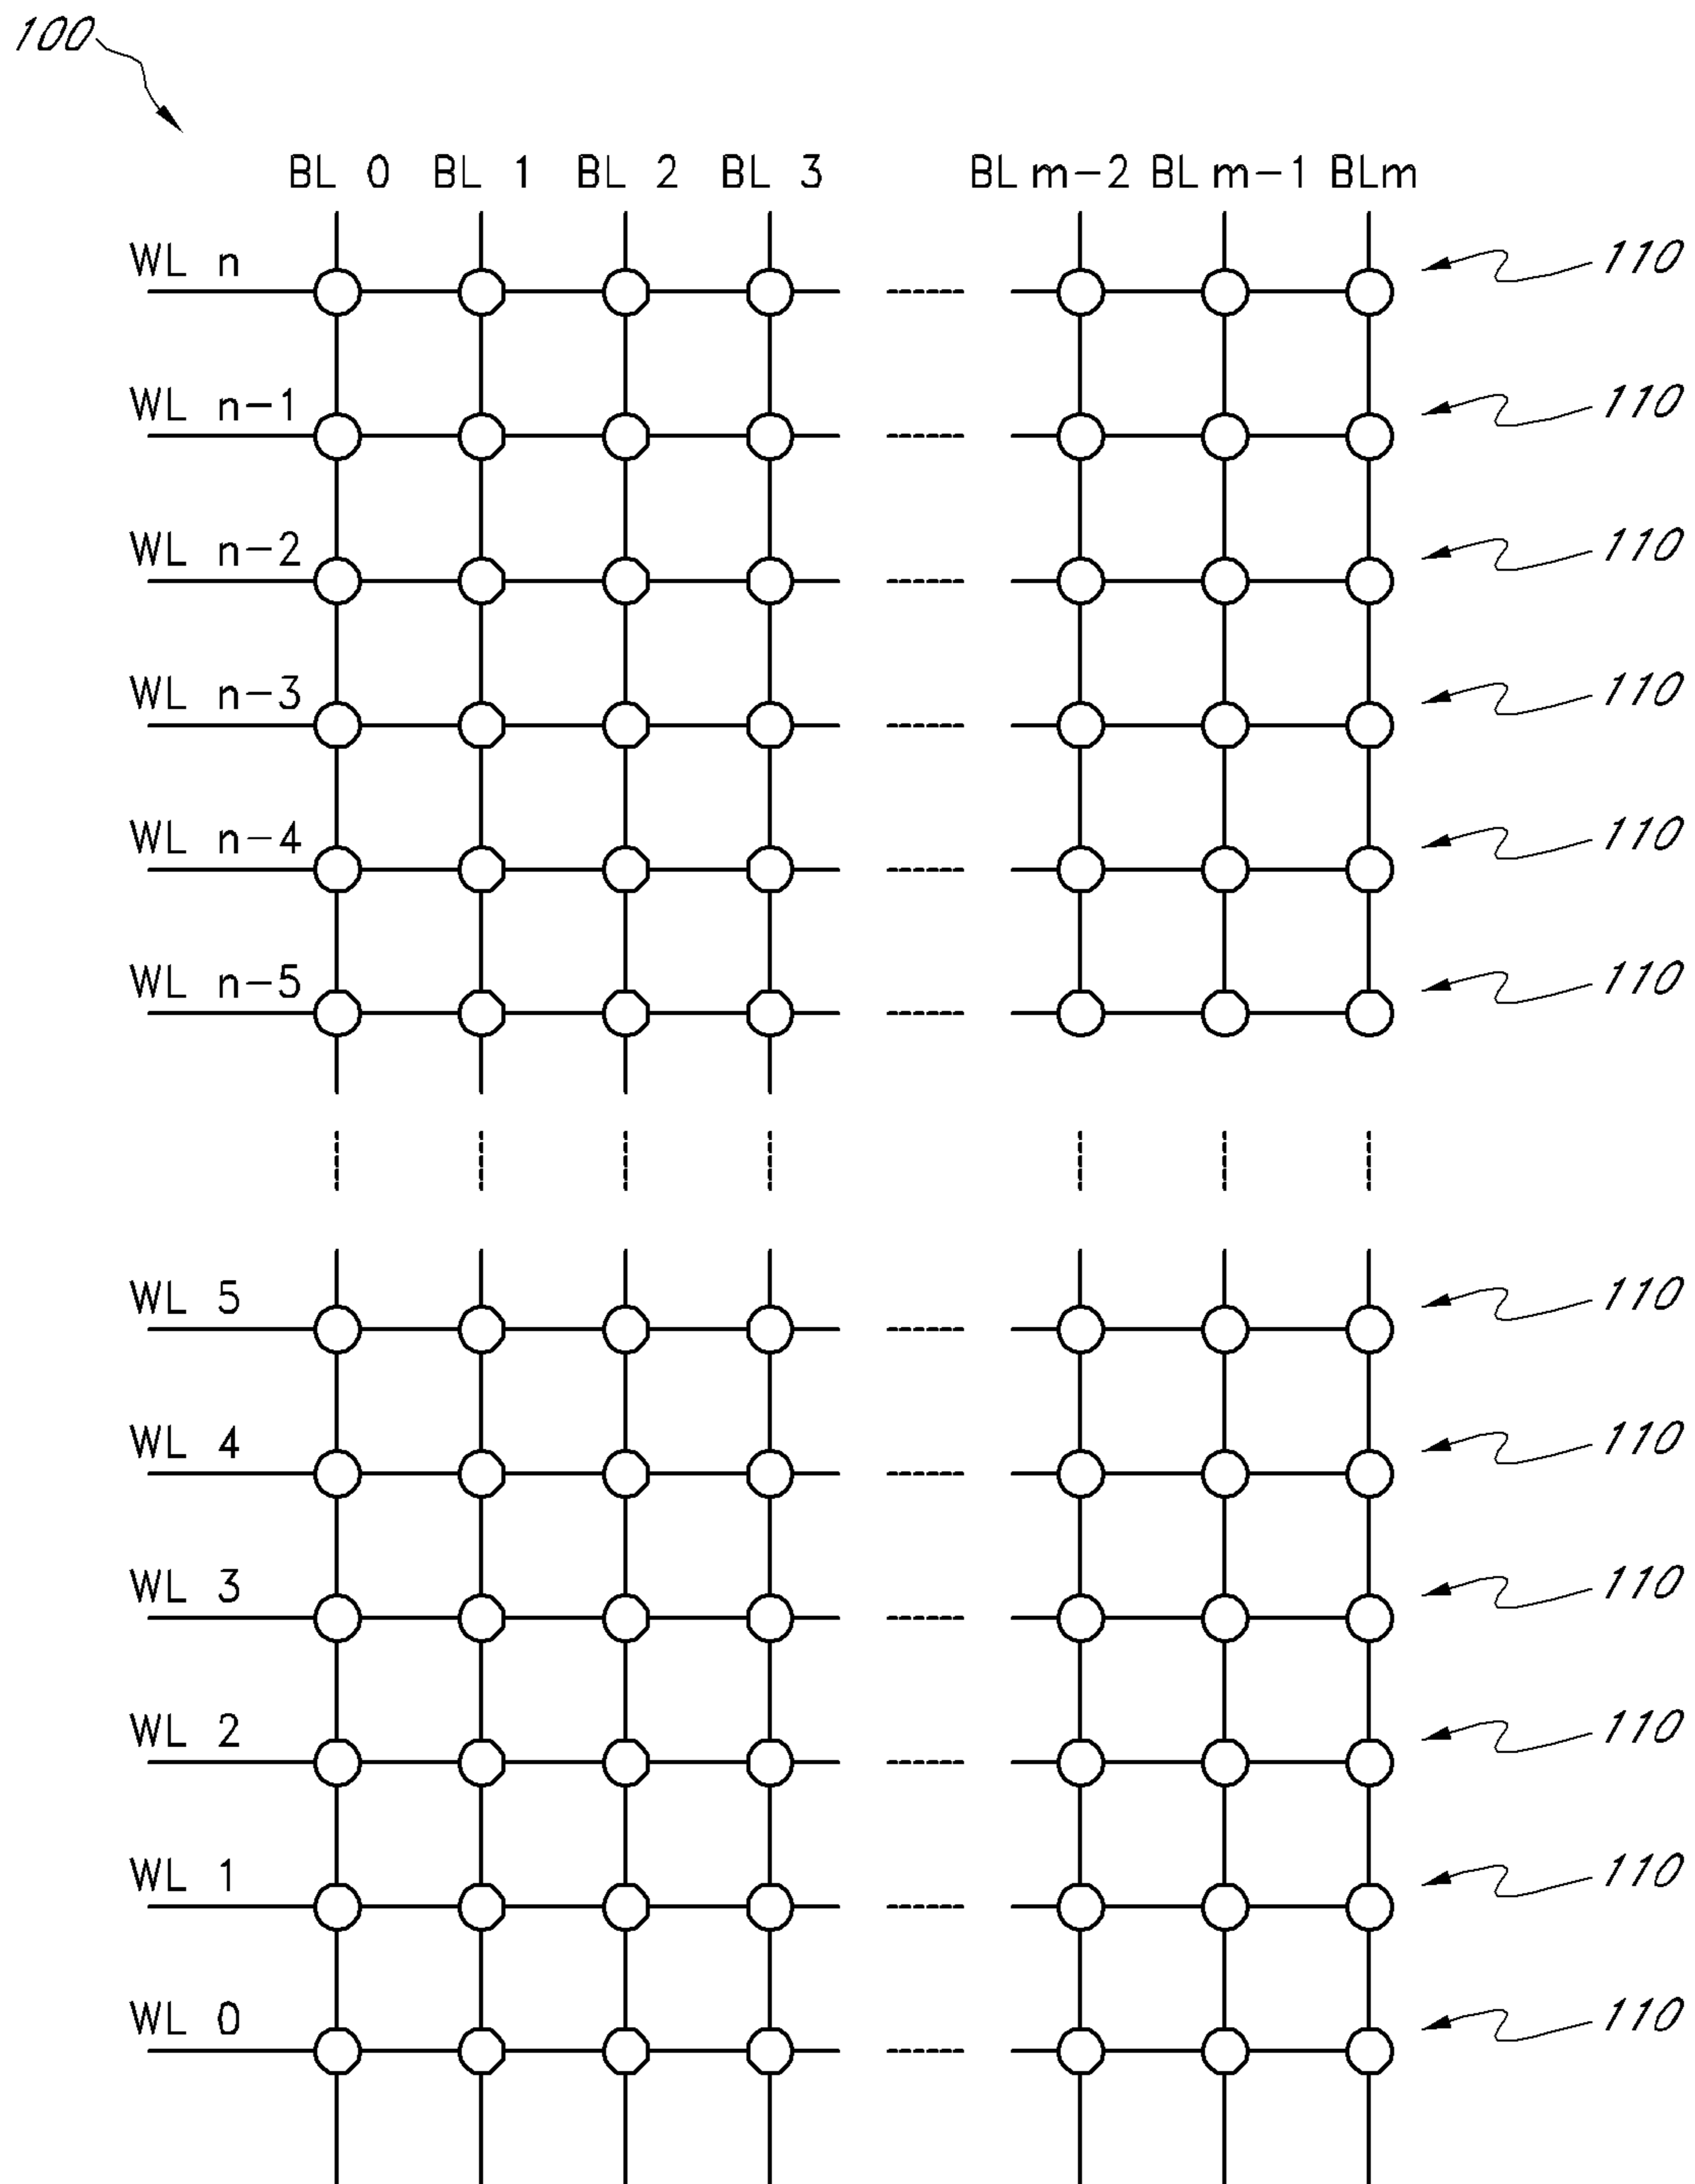 100
BL 0 BL 1 BL 2 BL 3 BL m-2 BL m-1 BLm
WL n 110
WL n-1 110
WL n-2 110
WL n-3 110
WL n-4 110
WL n-5 110
WL 5 110
WL 4 110
WL 3 110
WL 2 110
WL 1 110
WL 0 110